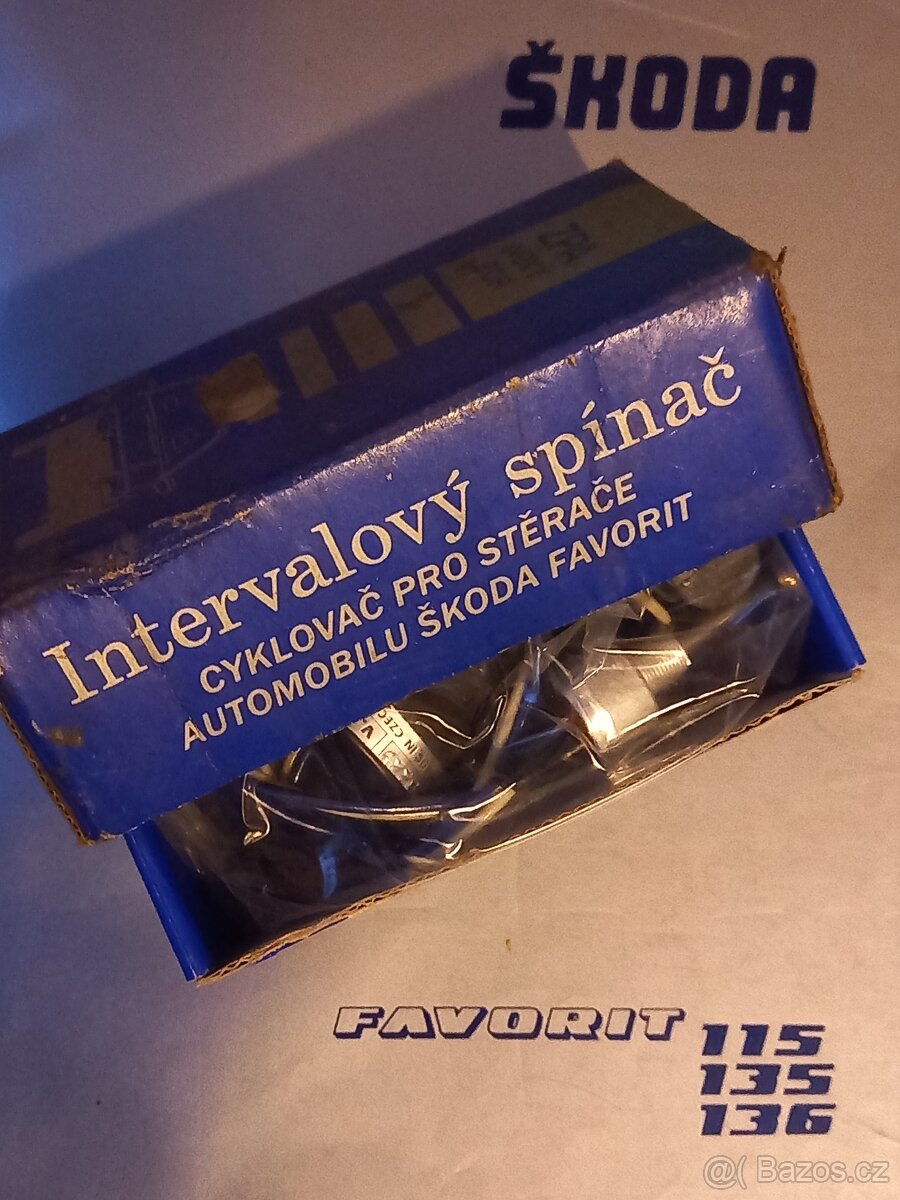 ŠKODA
Intervalový spínač
CYKLOVAČ PRO STĚRAČE
AUTOMOBILU ŠKODA FAVORIT
FAVORIT
115
135
136
@( Bazos.cz